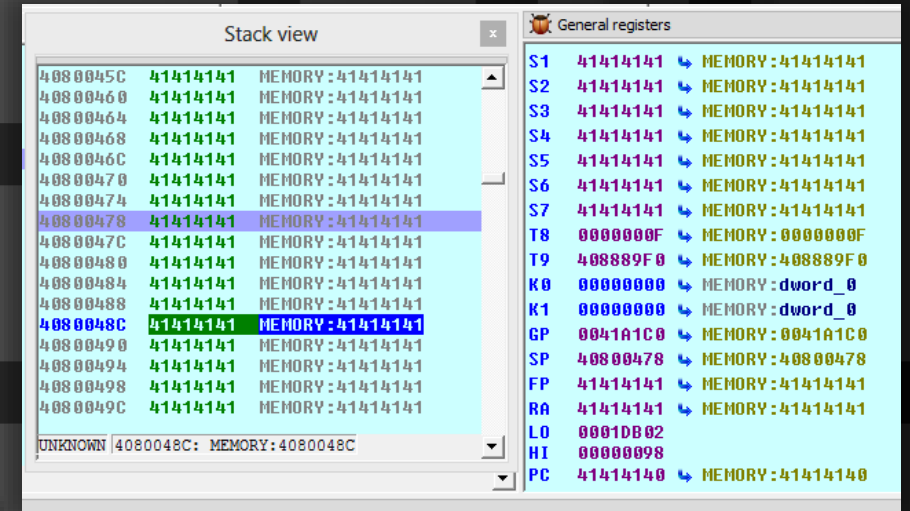 Stack view
x
4080045C 41414141 MEMORY:41414141
40800460 41414141 MEMORY:41414141
40800464 41414141 MEMORY:41414141
40800468 41414141 MEMORY:41414141
4080046C 41414141 MEMORY:41414141
40800470 41414141 MEMORY:41414141
40800474 41414141 MEMORY:41414141
40800478 41414141 MEMORY:41414141
4080047C 41414141 MEMORY:41414141
40800480 41414141 MEMORY:41414141
40800484 41414141 MEMORY:41414141
40800488 41414141 MEMORY:41414141
4080048C 41414141 MEMORY:41414141
40800490 41414141 MEMORY:41414141
40800494 41414141 MEMORY:41414141
40800498 41414141 MEMORY:41414141
4080049C 41414141 MEMORY:41414141
UNKNOWN 4080048C: MEMORY:4080048C
General registers
S1 41414141 MEMORY:41414141
S2 41414141 MEMORY:41414141
S3 41414141 MEMORY:41414141
S4 41414141 MEMORY:41414141
S5 41414141 MEMORY:41414141
S6 41414141 MEMORY:41414141
S7 41414141 MEMORY:41414141
T8 0000000F MEMORY:0000000F
T9 408889F0 MEMORY:408889F0
K0 00000000 MEMORY:dword_0
K1 00000000 MEMORY:dword_0
GP 0041A1C0 MEMORY:0041A1C0
SP 40800478 MEMORY:40800478
FP 41414141 MEMORY:41414141
RA 41414141 MEMORY:41414141
LO 0001DB02
HI 00000098
PC 41414140 MEMORY:41414140